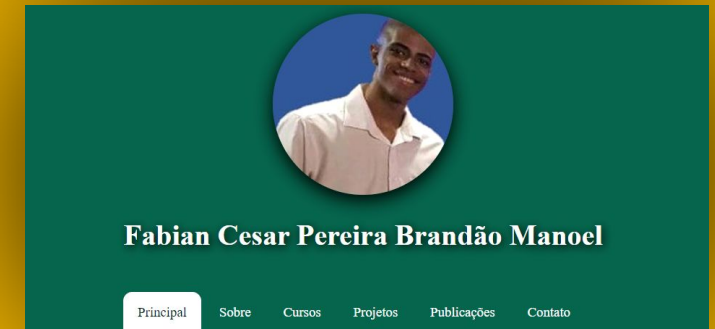 Fabian Cesar Pereira Brandão Manoel
Principal Sobre Cursos Projetos Publicações Contato